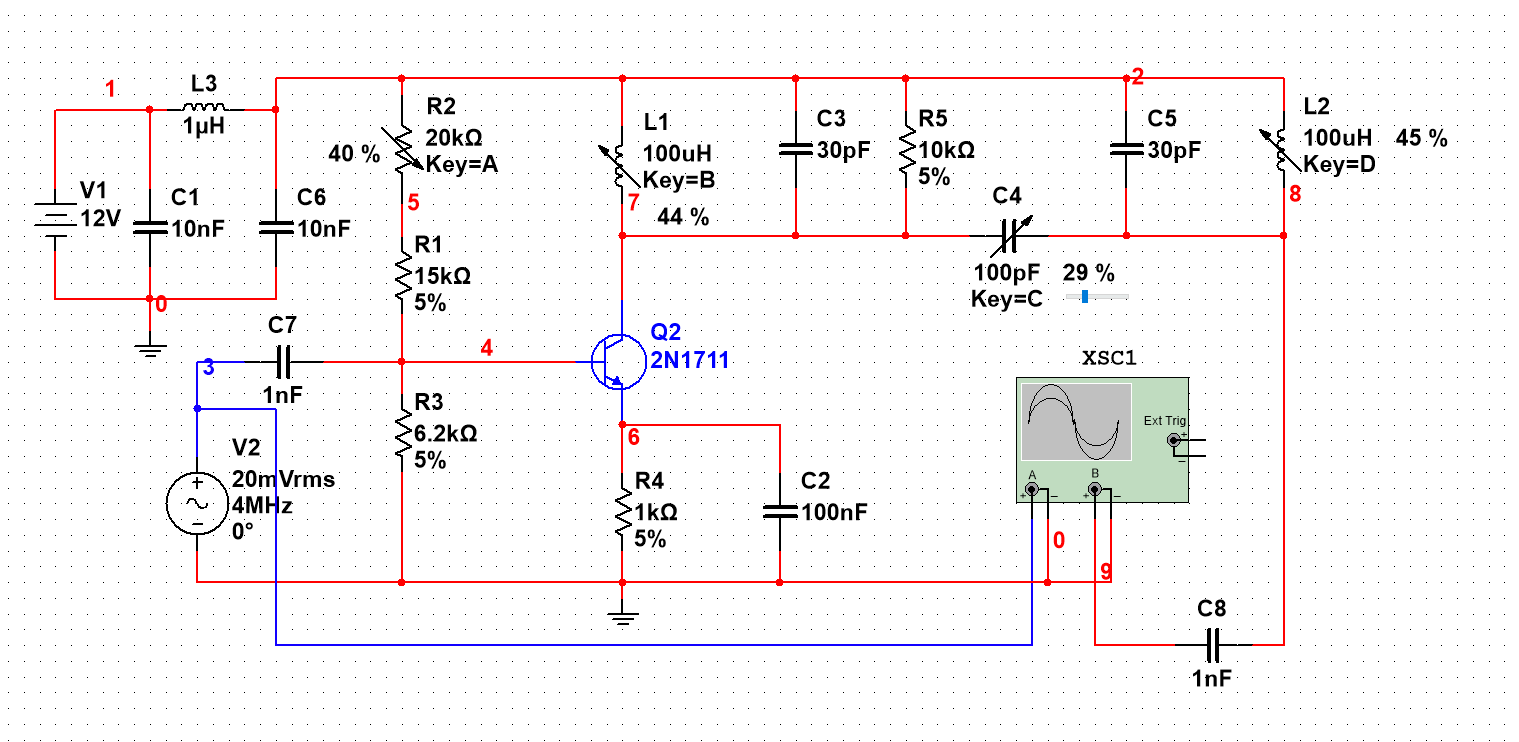 1
L3
1µH
V1
12V
C1
10nF
C6
10nF
0
R2
20kΩ
Key=A
40 %
5
R1
15kΩ
5%
L1
100uH
Key=B
7
44 %
C3
30pF
R5
10kΩ
5%
C4
100pF
Key=C
29 %
2
C5
30pF
L2
100uH
Key=D
45 %
8
3
C7
1nF
4
Q2
2N1711
V2
20mVrms
4MHz
0°
R3
6.2kΩ
5%
6
R4
1kΩ
5%
C2
100nF
XSC1
Ext Trig
+
–
A
B
+
–
+
–
0
9
C8
1nF